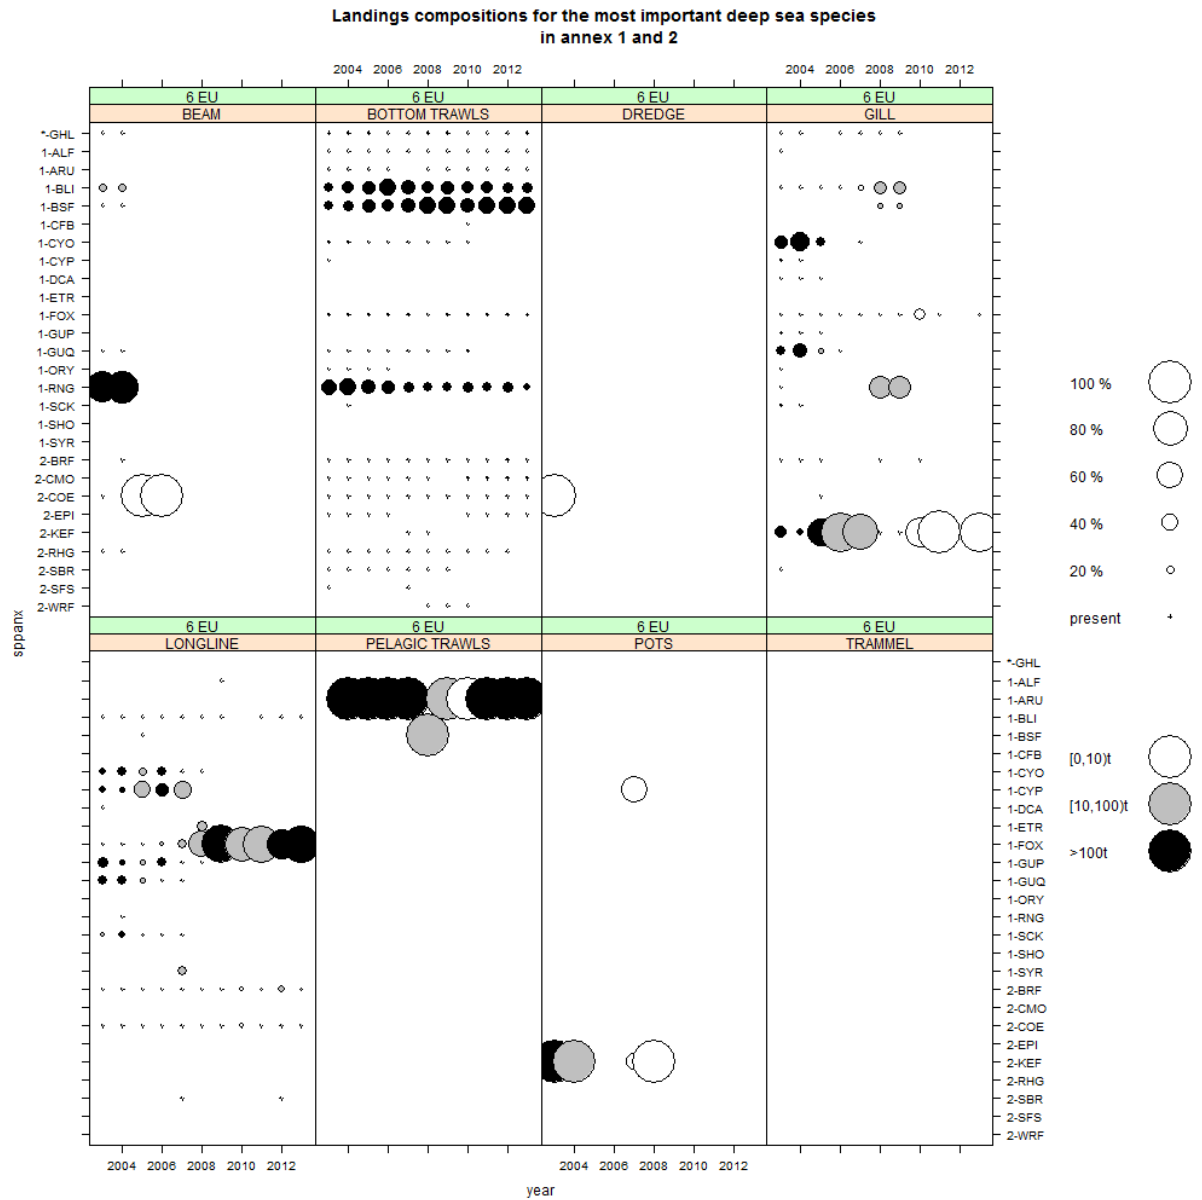 Landings compositions for the most important deep sea species
in annex 1 and 2
2004 2006 2008 2010 2012
2004 2006 2008 2010 2012
6 EU
6 EU
6 EU
6 EU
BEAM
BOTTOM TRAWLS
DREDGE
GILL
*-GHL
1-ALF
1-ARU
1-BLI
1-BSF
1-CFB
1-CYO
1-CYP
1-DCA
1-ETR
1-FOX
1-GUP
1-GUQ
1-ORY
1-RNG
1-SCK
1-SHO
1-SYR
2-BRF
2-CMO
2-COE
2-EPI
2-KEF
2-RHG
2-SBR
2-SFS
2-WRF
100 %
80 %
60 %
40 %
20 %
present
sppanx
6 EU
6 EU
6 EU
6 EU
LONGLINE
PELAGIC TRAWLS
POTS
TRAMMEL
*-GHL
1-ALF
1-ARU
1-BLI
1-BSF
1-CFB
1-CYO
1-CYP
1-DCA
1-ETR
1-FOX
1-GUP
1-GUQ
1-ORY
1-RNG
1-SCK
1-SHO
1-SYR
2-BRF
2-CMO
2-COE
2-EPI
2-KEF
2-RHG
2-SBR
2-SFS
2-WRF
[0,10)t
[10,100)t
>100t
2004 2006 2008 2010 2012
2004 2006 2008 2010 2012
year